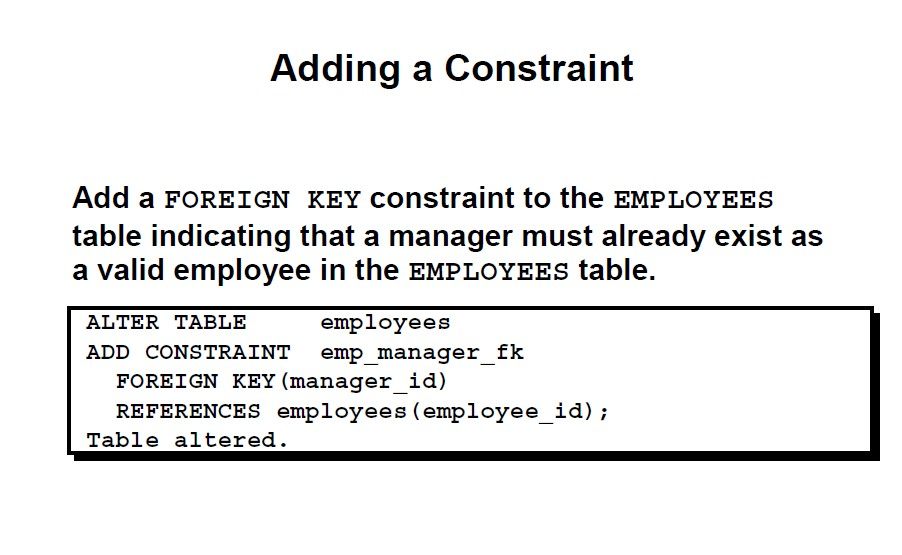 Adding a Constraint
Add a FOREIGN KEY constraint to the EMPLOYEES
table indicating that a manager must already exist as
a valid employee in the EMPLOYEES table.
ALTER TABLE     employees
ADD CONSTRAINT  emp_manager_fk
  FOREIGN KEY(manager_id)
  REFERENCES employees(employee_id);
Table altered.